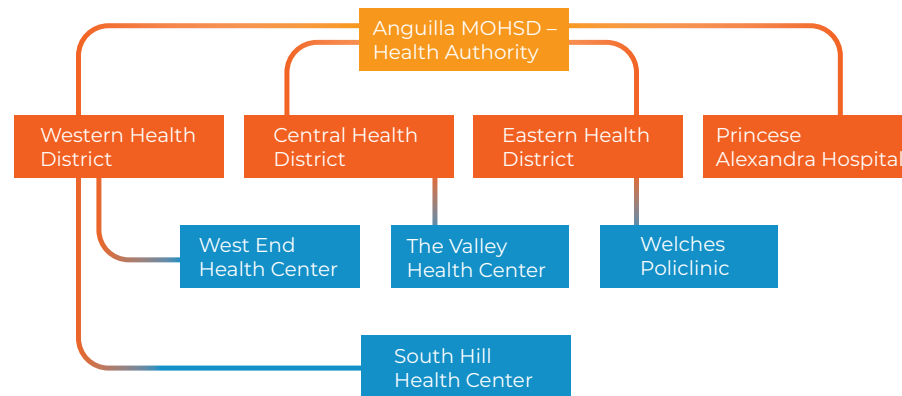 Anguilla MOHSD –
Health Authority
Western Health
District
Central Health
District
Eastern Health
District
Princese
Alexandra Hospital
West End
Health Center
The Valley
Health Center
Welches
Policlinic
South Hill
Health Center